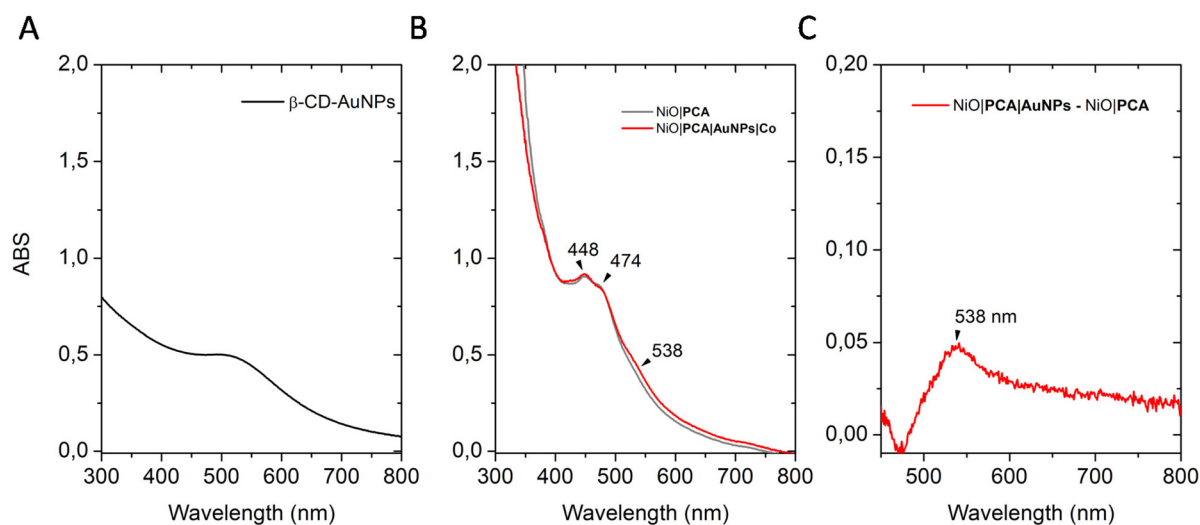 A
B
C
ABS
2,0
1,5
1,0
0,5
0,0
300 400 500 600 700 800
Wavelength (nm)
β-CD-AuNPs
2,0
1,5
1,0
0,5
0,0
300 400 500 600 700 800
Wavelength (nm)
NiO|PCA
NiO|PCA|AuNPs|Co
448
474
538
0,20
0,15
0,10
0,05
0,00
500 600 700 800
Wavelength (nm)
NiO|PCA|AuNPs - NiO|PCA
538 nm